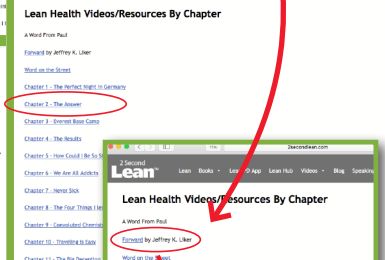 Lean Health Videos/Resources By Chapter
A Word From Paul
Forward by Jeffrey K. Liker
Word on the Street
Chapter 1 - The Perfect Night in Germany
Chapter 2 - The Answer
Chapter 3 - Everest Base Camp
Chapter 4 - The Results
Chapter 5 - How Could I Be So
Chapter 6 - We Are All Addicts
Chapter 7 - Never Sick
Chapter 8 - The Four Things I
Chapter 9 - Convoluted
Chapter 10 - Traveling Is Easy
Chapter 11 - The Big Deception
2secondlean.com
2 Second
Lean
Lean Books Lean App Lean Hub Videos Blog Speaking
Lean Health Videos/Resources By Chapter
A Word From Paul
Forward by Jeffrey K. Liker
Word on the Street